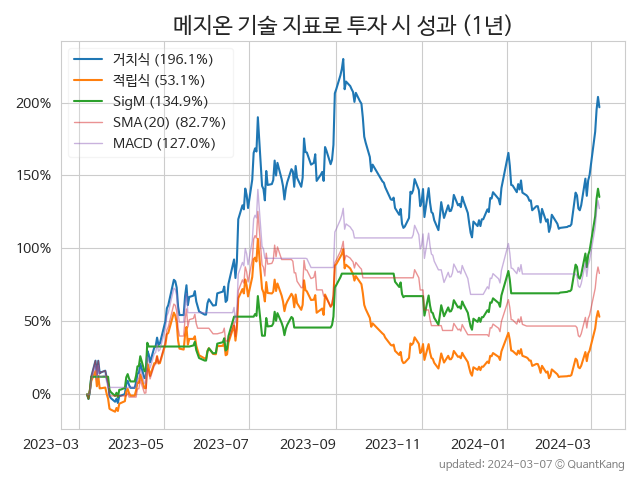 메지온 기술 지표로 투자 시 성과 (1년)
거치식 (196.1%)
적립식 (53.1%)
SigM (134.9%)
SMA(20) (82.7%)
MACD (127.0%)
200%
150%
100%
50%
0%
2023-03 2023-05 2023-07 2023-09 2023-11 2024-01 2024-03
updated: 2024-03-07 © QuantKang